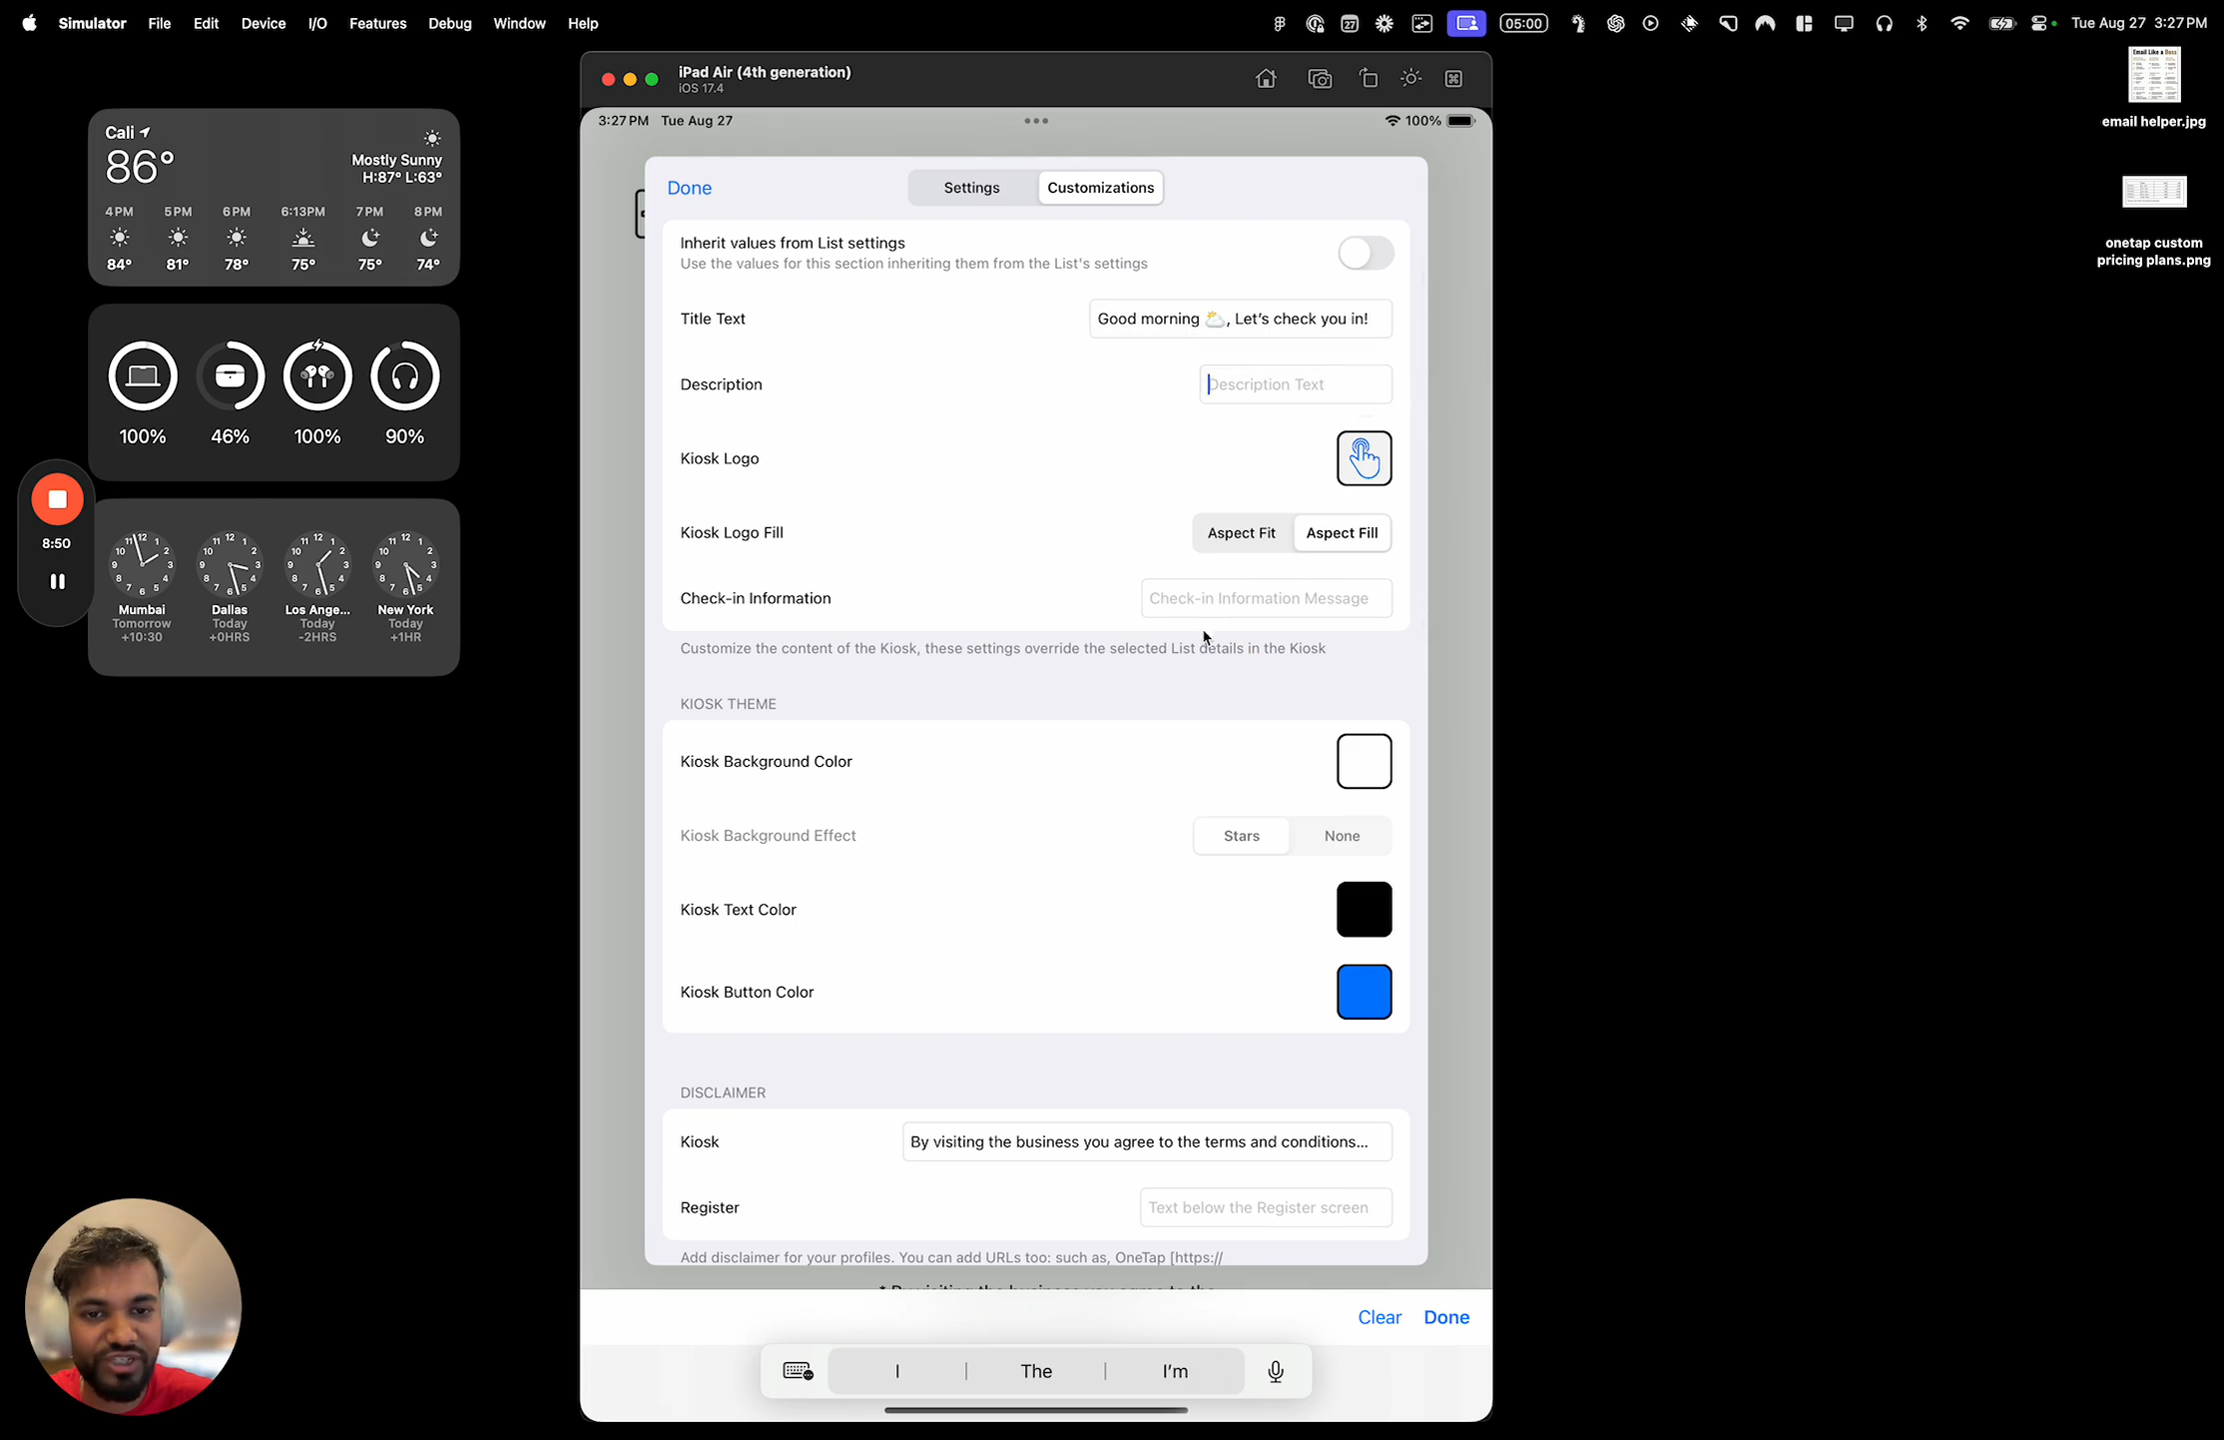 Simulator File Edit Device I/O Features Debug Window Help
27
05:00
Tue Aug 27 3:27 PM
Cali
86°
Mostly Sunny
H:87° L:63°
4PM 5PM 6PM 6:13PM 7PM 8PM
84° 81° 78° 75° 75° 74°
100% 46% 100% 90%
8:50
Mumbai Dallas Los Ange... New York
Tomorrow Today Today Today
+10:30 +0HRS -2HRS +1HR
iPad Air (4th generation)
iOS 17.4
3:27 PM Tue Aug 27
100%
Done
Settings Customizations
Inherit values from List settings
Use the values for this section inheriting them from the List's settings
Title Text
Good morning 🌥️, Let's check you in!
Description
Description Text
Kiosk Logo
Kiosk Logo Fill
Aspect Fit Aspect Fill
Check-in Information
Check-in Information Message
Customize the content of the Kiosk, these settings override the selected List details in the Kiosk
KIOSK THEME
Kiosk Background Color
Kiosk Background Effect
Stars None
Kiosk Text Color
Kiosk Button Color
DISCLAIMER
Kiosk
By visiting the business you agree to the terms and conditions...
Register
Text below the Register screen
Add disclaimer for your profiles. You can add URLs too: such as, OneTap [https://
Clear Done
I The I'm
Email Like a Boss
email helper.jpg
onetap custom
pricing plans.png